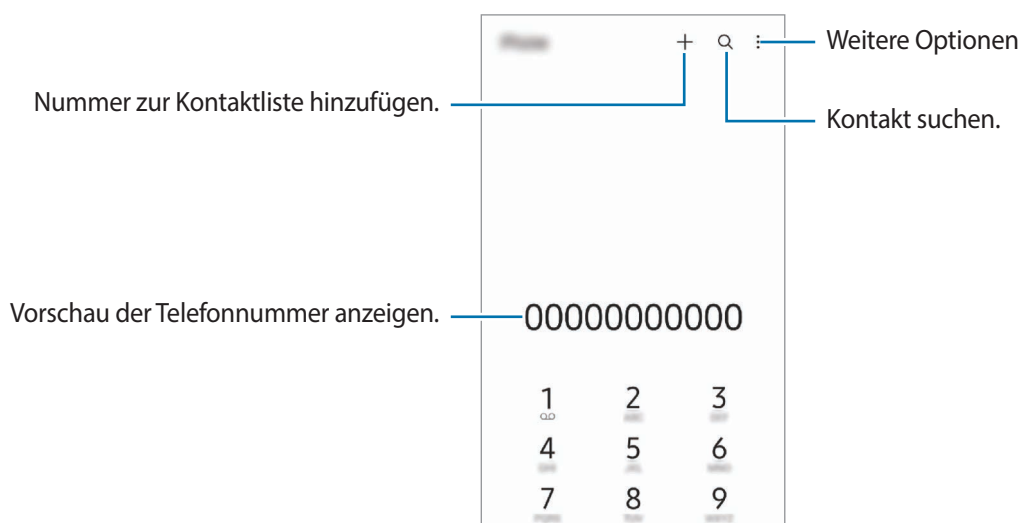 Weitere Optionen
Nummer zur Kontaktliste hinzufügen.
Kontakt suchen.
Vorschau der Telefonnummer anzeigen.
00000000000
1 2 3
4 5 6
7 8 9